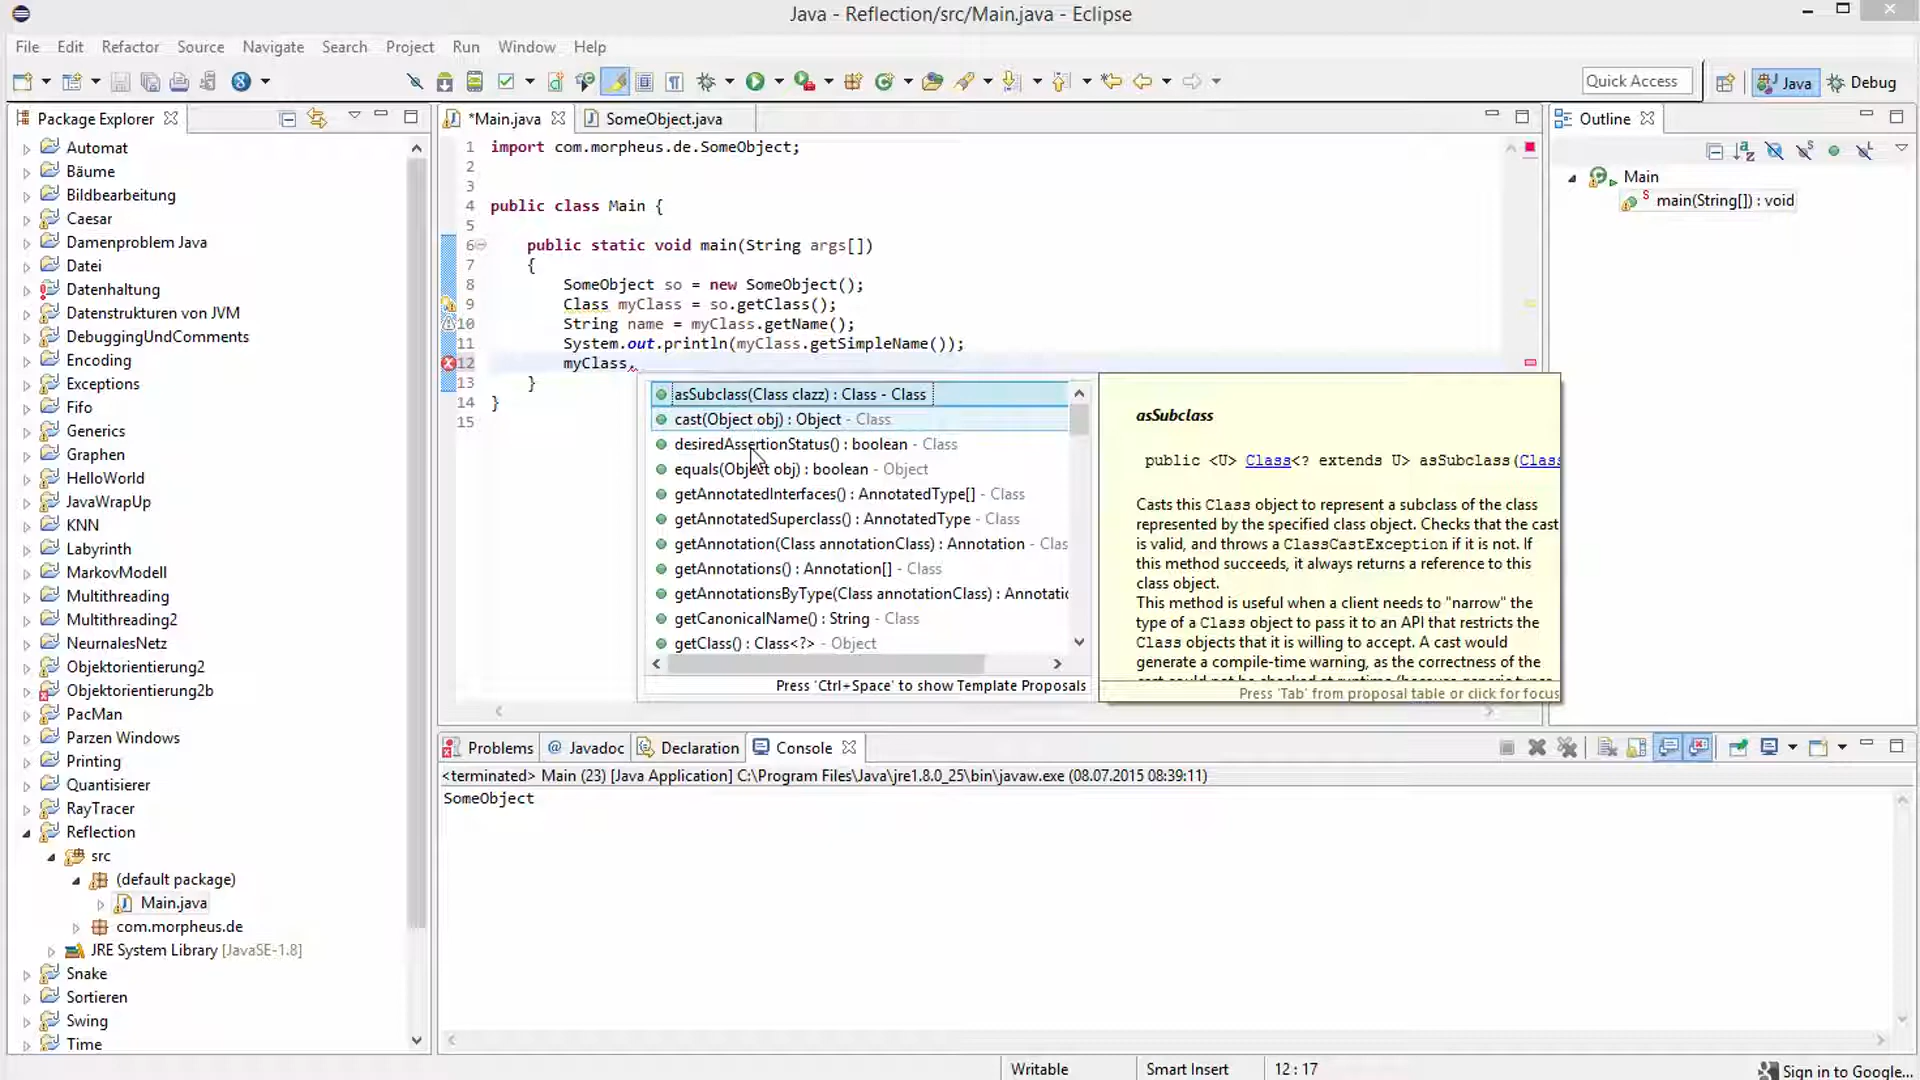 Java - Reflection/src/Main.java - Eclipse
File Edit Refactor Source Navigate Search Project Run Window Help
Quick Access
Java
Debug
Package Explorer
Automat
Bäume
Bildbearbeitung
Caesar
Damenproblem Java
Datei
Datenhaltung
Datenstrukturen von JVM
DebuggingUndComments
Encoding
Exceptions
Fifo
Generics
Graphen
HelloWorld
JavaWrapUp
KNN
Labyrinth
MarkovModell
Multithreading
Multithreading2
NeurnalesNetz
Objektorientierung2
Objektorientierung2b
PacMan
Parzen Windows
Printing
Quantisierer
RayTracer
Reflection
src
(default package)
Main.java
com.morpheus.de
JRE System Library [JavaSE-1.8]
Snake
Sortieren
Swing
Time
*Main.java
SomeObject.java
1 import com.morpheus.de.SomeObject;
2
3
4 public class Main {
5
6 public static void main(String args[])
7 {
8 SomeObject so = new SomeObject();
9 Class myClass = so.getClass();
10 String name = myClass.getName();
11 System.out.println(myClass.getSimpleName());
12 myClass.
13 }
14 }
15
asSubclass(Class clazz) : Class - Class
cast(Object obj) : Object - Class
desiredAssertionStatus() : boolean - Class
equals(Object obj) : boolean - Object
getAnnotatedInterfaces() : AnnotatedType[] - Class
getAnnotatedSuperclass() : AnnotatedType - Class
getAnnotation(Class annotationClass) : Annotation - Clas
getAnnotations() : Annotation[] - Class
getAnnotationsByType(Class annotationClass) : Annotatic
getCanonicalName() : String - Class
getClass() : Class<?> - Object
Press 'Ctrl+Space' to show Template Proposals
asSubclass
public <U> Class<? extends U> asSubclass(Class
Casts this Class object to represent a subclass of the class
represented by the specified class object. Checks that the cast
is valid, and throws a ClassCastException if it is not. If
this method succeeds, it always returns a reference to this
class object.
This method is useful when a client needs to "narrow" the
type of a Class object to pass it to an API that restricts the
Class objects that it is willing to accept. A cast would
generate a compile-time warning, as the correctness of the
Press 'Tab' from proposal table or click for focus
Outline
Main
main(String[]) : void
Problems
@ Javadoc
Declaration
Console
<terminated> Main (23) [Java Application] C:\Program Files\Java\jre1.8.0_25\bin\javaw.exe (08.07.2015 08:39:11)
SomeObject
Writable
Smart Insert
12 : 17
Sign in to Google...